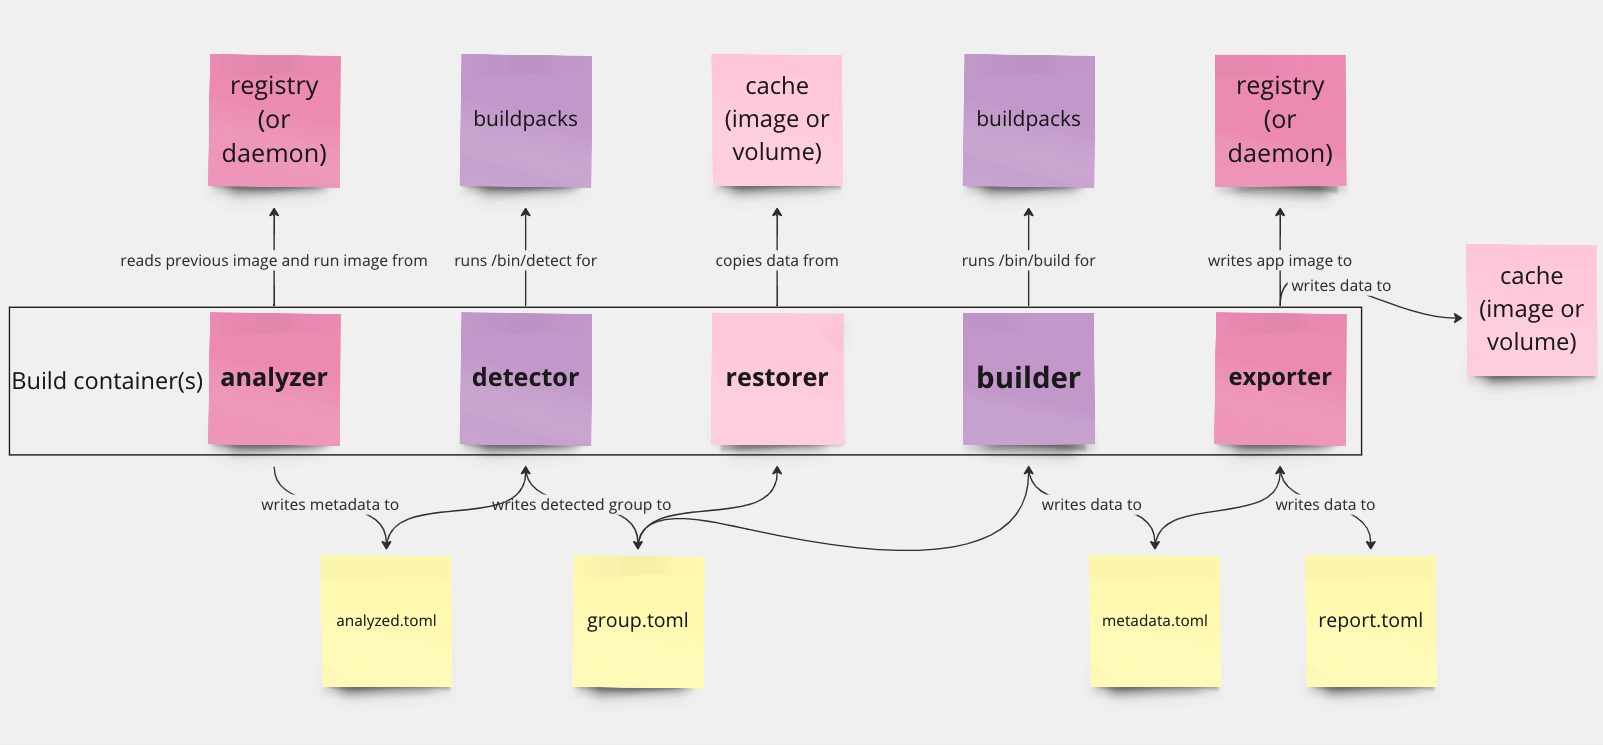 registry
(or
daemon)
buildpacks
cache
(image or
volume)
buildpacks
registry
(or
daemon)
reads previous image and run image from
runs /bin/detect for
copies data from
runs /bin/build for
writes app image to
writes data to
cache
(image or
volume)
Build container(s)
analyzer
detector
restorer
builder
exporter
writes metadata to
writes detected group to
writes data to
writes data to
analyzed.toml
group.toml
metadata.toml
report.toml